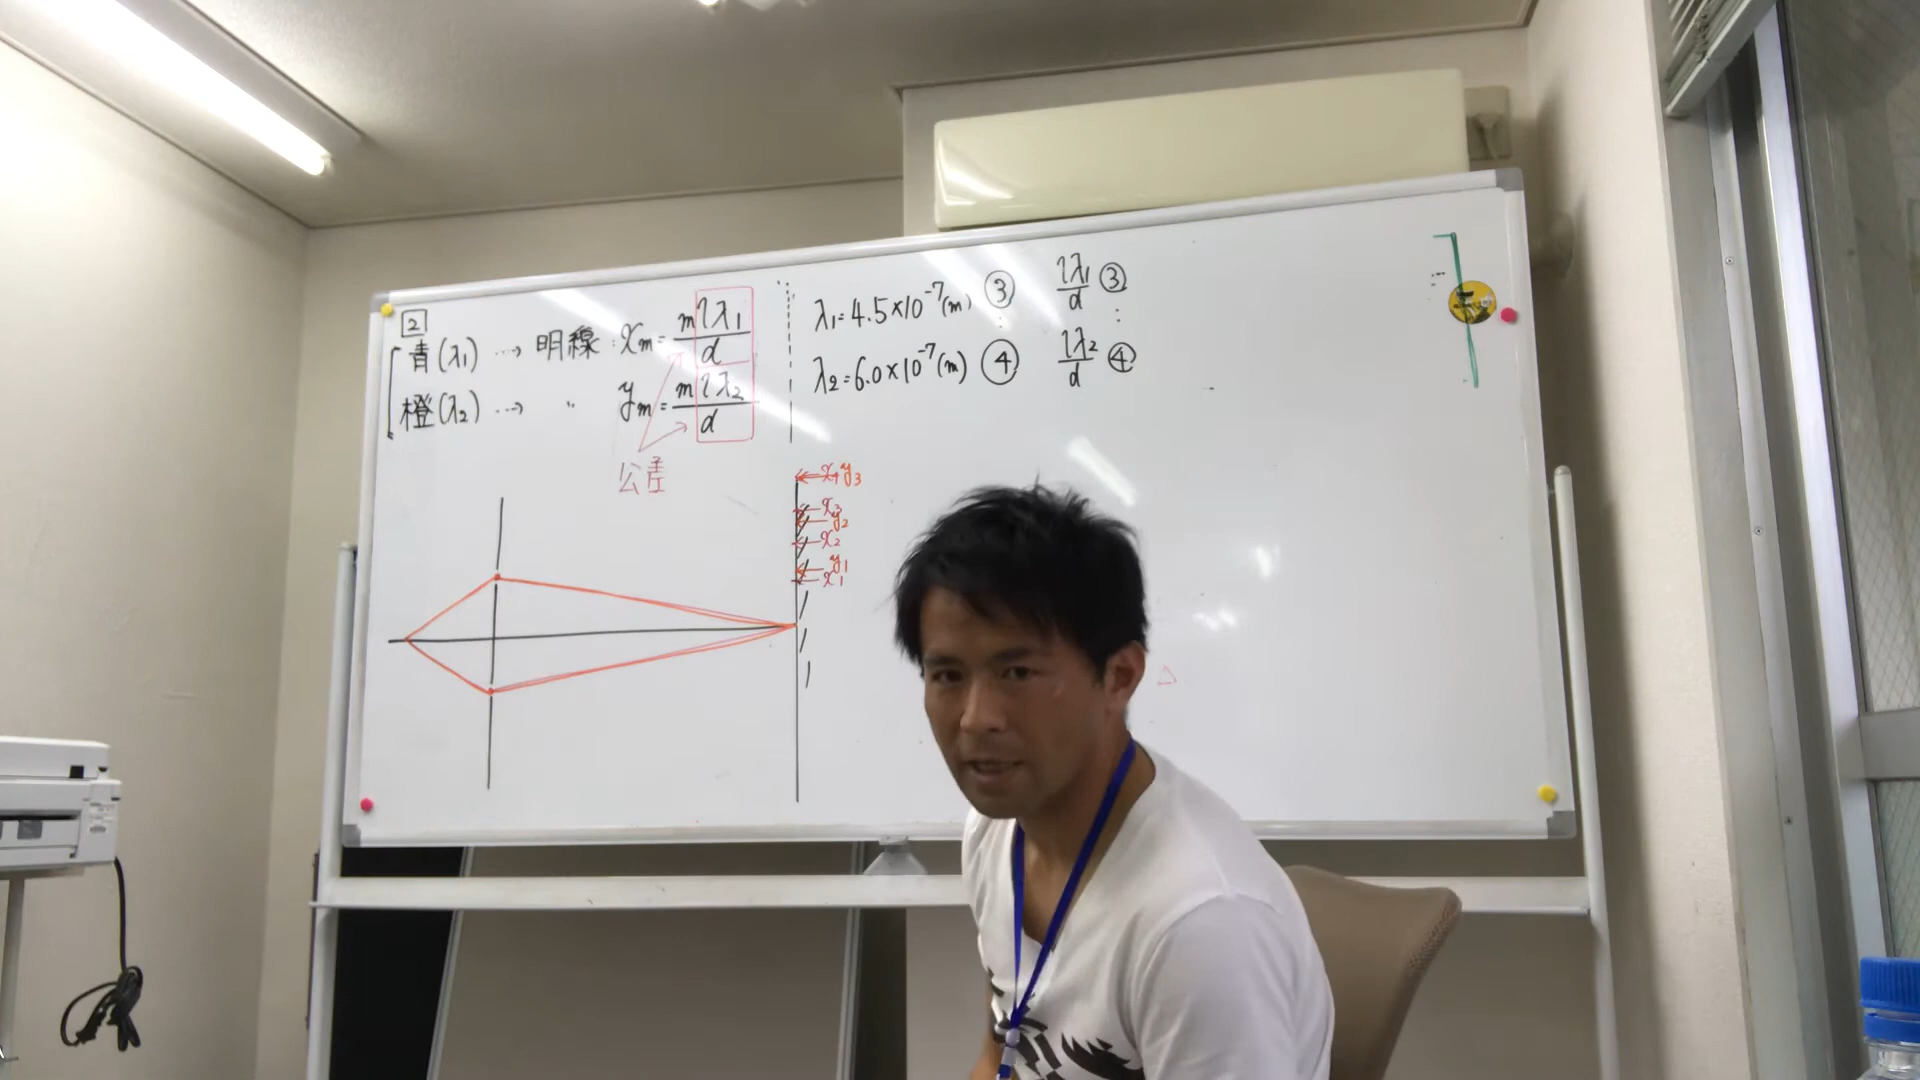 2
青(λ₁) …→ 明線 : xₘ = mlλ₁/d
橙(λ₂) …→ 〃 yₘ = mlλ₂/d
公差
λ₁=4.5×10⁻⁷(m) ③ lλ₁/d ③
: :
λ₂=6.0×10⁻⁷(m) ④ lλ₂/d ④
x₄ y₃
x₃
y₂
x₂
y₁
x₁